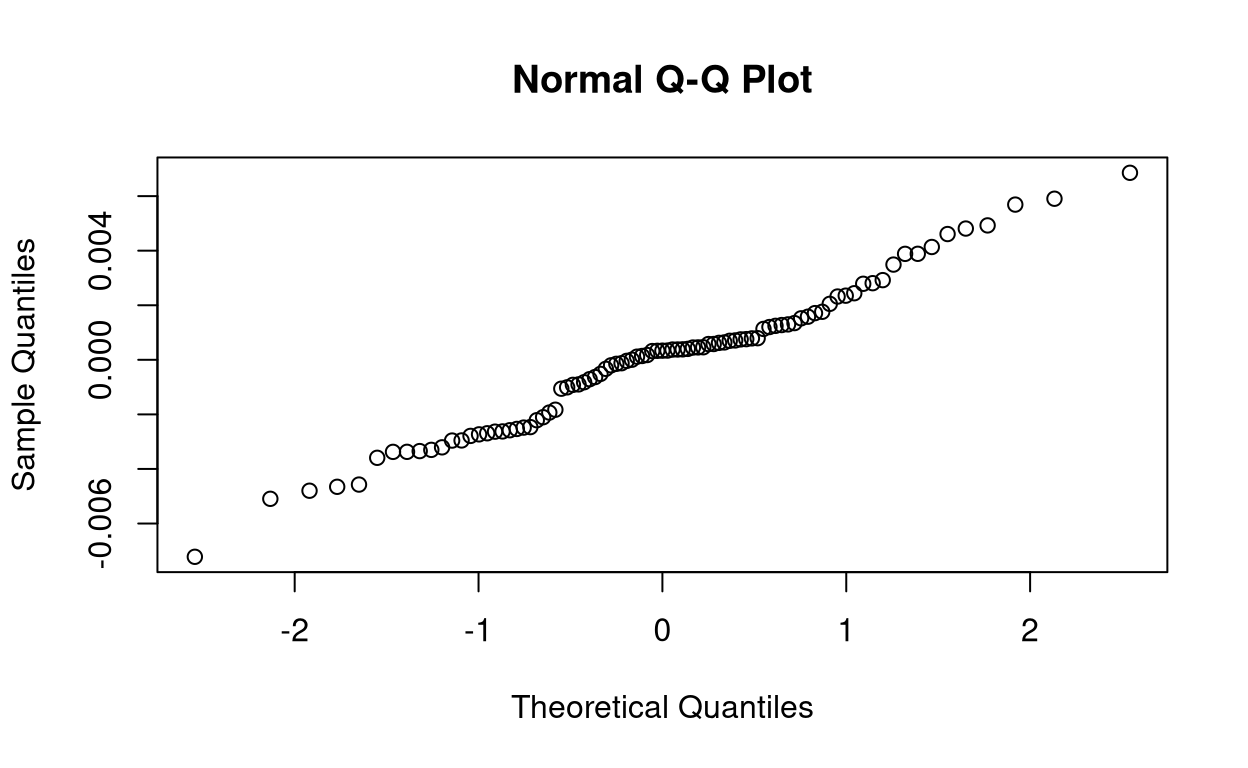 Normal Q-Q Plot
Sample Quantiles
0.004
0.000
-0.006
-2 -1 0 1 2
Theoretical Quantiles